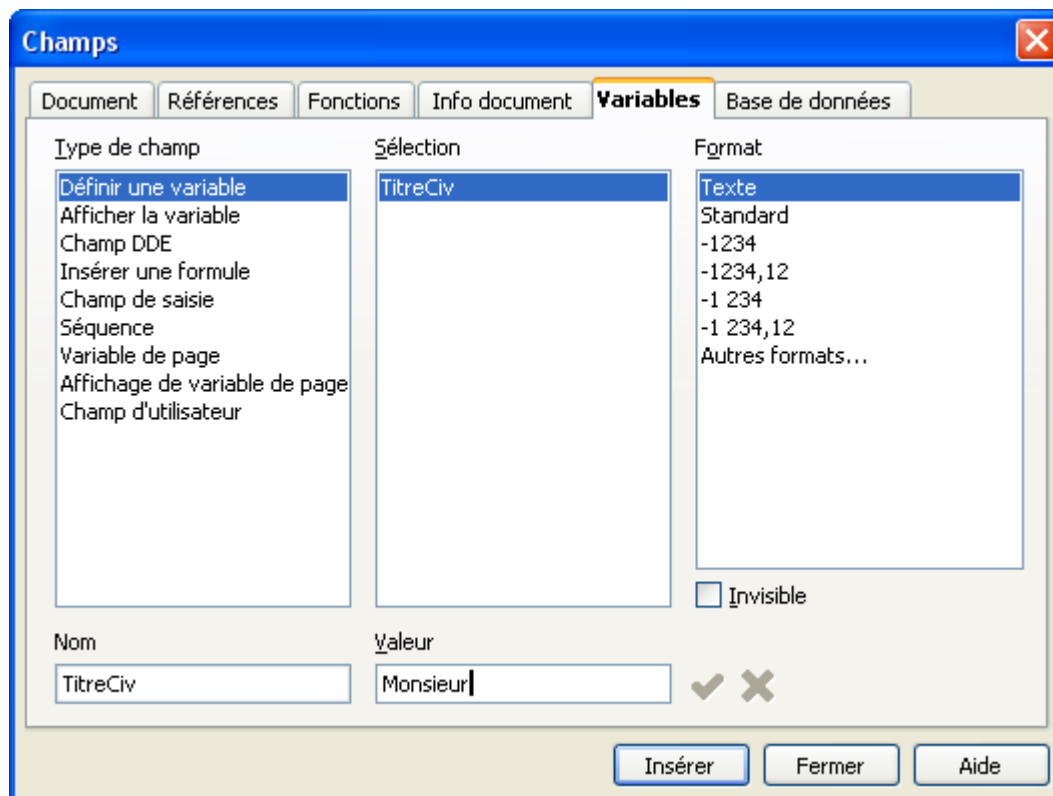 Champs
Document Références Fonctions Info document Variables Base de données
Type de champ Sélection Format
Définir une variable TitreCiv Texte
Afficher la variable Standard
Champ DDE -1234
Insérer une formule -1234,12
Champ de saisie -1 234
Séquence -1 234,12
Variable de page Autres formats...
Affichage de variable de page
Champ d'utilisateur
Invisible
Nom Valeur
TitreCiv Monsieur
Insérer Fermer Aide